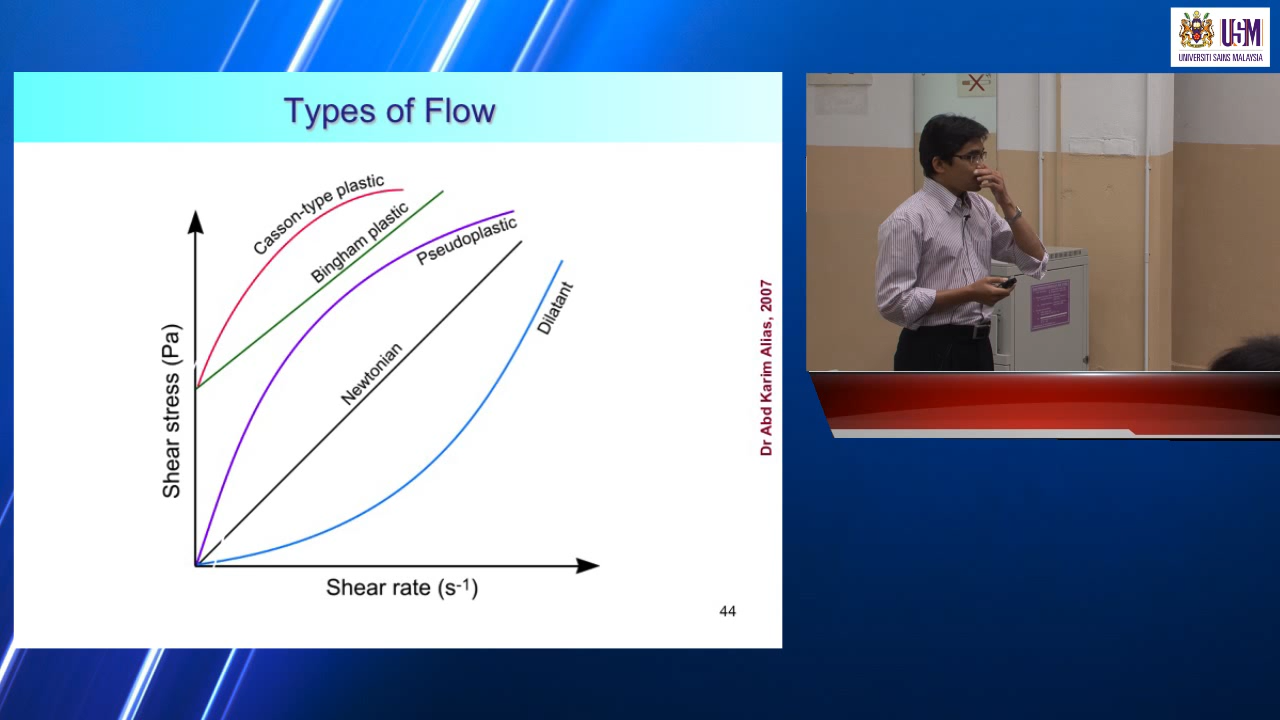 USM
UNIVERSITI SAINS MALAYSIA
Types of Flow
Casson-type plastic
Bingham plastic
Pseudoplastic
Newtonian
Dilatant
Shear stress (Pa)
Shear rate (s-1)
Dr Abd Karim Alias, 2007
44